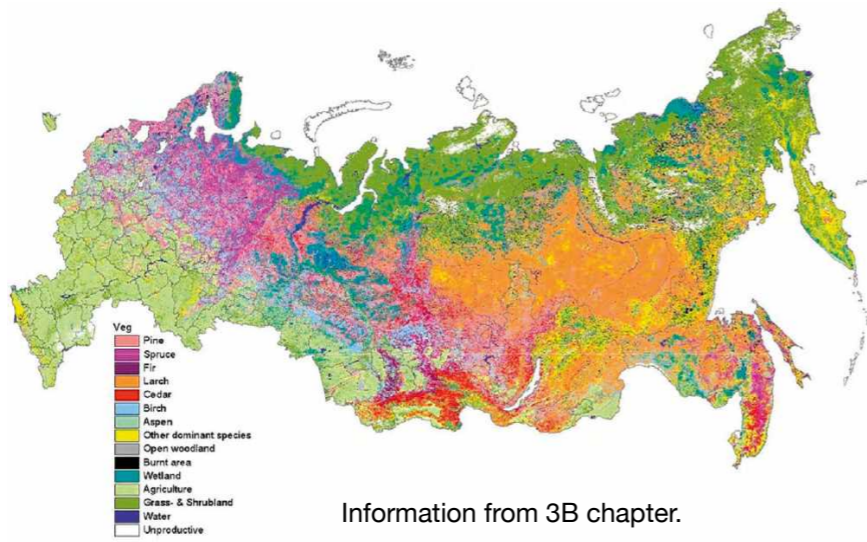 Veg
Pine
Spruce
Fir
Larch
Cedar
Birch
Aspen
Other dominant species
Open woodland
Burnt area
Wetland
Agriculture
Grass- & Shrubland
Water
Unproductive
Information from 3B chapter.